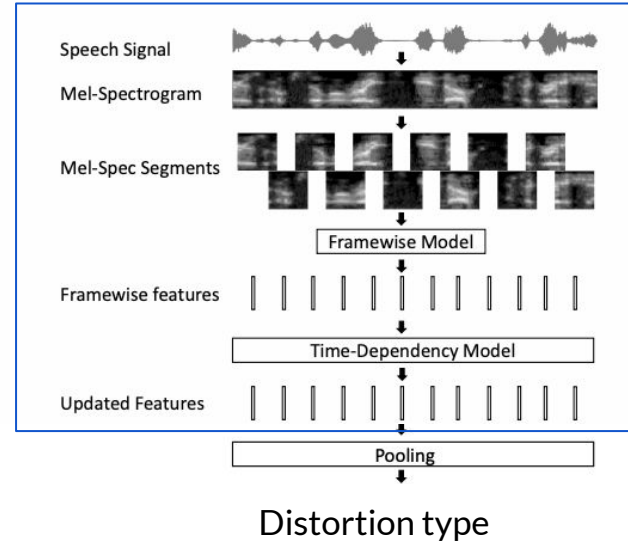 Speech Signal
Mel-Spectrogram
Mel-Spec Segments
Framewise Model
Framewise features
Time-Dependency Model
Updated Features
Pooling
Distortion type